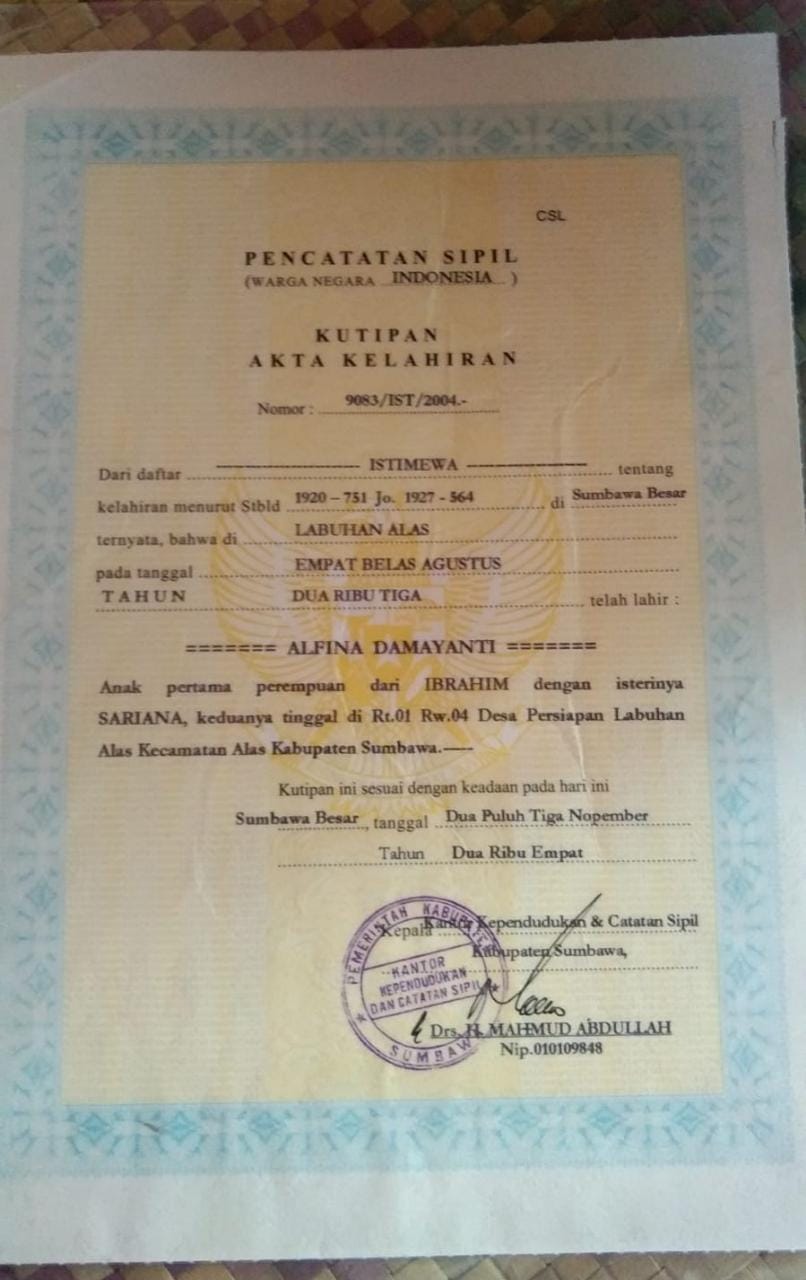 CSL
PENCATATAN SIPIL
(WARGA NEGARA INDONESIA )
KUTIPAN
AKTA KELAHIRAN
Nomor : 9083/IST/2004.-
Dari daftar ISTIMEWA tentang
kelahiran menurut Stbld 1920 – 751 Jo. 1927 - 564 di Sumbawa Besar
ternyata, bahwa di LABUHAN ALAS
pada tanggal EMPAT BELAS AGUSTUS
TAHUN DUA RIBU TIGA telah lahir :
======= ALFINA DAMAYANTI =======
Anak pertama perempuan dari IBRAHIM dengan isterinya
SARIANA, keduanya tinggal di Rt.01 Rw.04 Desa Persiapan Labuhan
Alas Kecamatan Alas Kabupaten Sumbawa.----
Kutipan ini sesuai dengan keadaan pada hari ini
Sumbawa Besar, tanggal Dua Puluh Tiga Nopember
Tahun Dua Ribu Empat
Kepala Kantor Kependudukan & Catatan Sipil
Kabupaten Sumbawa,
PEMERINTAH KABUPATEN
KANTOR
KEPENDUDUKAN
DAN CATATAN SIPIL
SUMBAWA
Drs. H. MAHMUD ABDULLAH
Nip.010109848